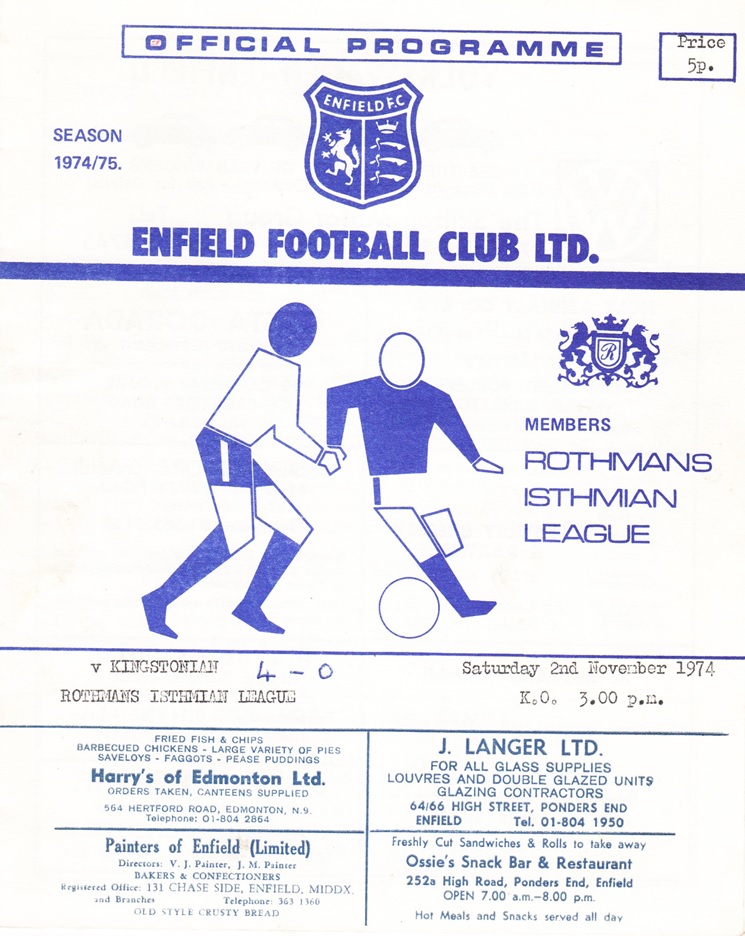 OFFICIAL PROGRAMME
Price
5p.
ENFIELD F.C
SEASON
1974/75.
ENFIELD FOOTBALL CLUB LTD.
R
MEMBERS
ROTHMANS
ISTHMIAN
LEAGUE
v KINGSTONIAN 4 - 0
ROTHMANS ISTHMIAN LEAGUE
Saturday 2nd November 1974
K.O. 3.00 p.m.
FRIED FISH & CHIPS
BARBECUED CHICKENS - LARGE VARIETY OF PIES
SAVELOYS - FAGGOTS - PEASE PUDDINGS
Harry's of Edmonton Ltd.
ORDERS TAKEN, CANTEENS SUPPLIED
564 HERTFORD ROAD, EDMONTON, N.9.
Telephone: 01-804 2864
J. LANGER LTD.
FOR ALL GLASS SUPPLIES
LOUVRES AND DOUBLE GLAZED UNITS
GLAZING CONTRACTORS
64/66 HIGH STREET, PONDERS END
ENFIELD Tel. 01-804 1950
Painters of Enfield (Limited)
Directors: V. J. Painter, J. M. Painter
BAKERS & CONFECTIONERS
Registered Office: 131 CHASE SIDE, ENFIELD, MIDDX.
and Branches Telephone: 363 1360
OLD STYLE CRUSTY BREAD
Freshly Cut Sandwiches & Rolls to take away
Ossie's Snack Bar & Restaurant
252a High Road, Ponders End, Enfield
OPEN 7.00 a.m.-8.00 p.m.
Hot Meals and Snacks served all day